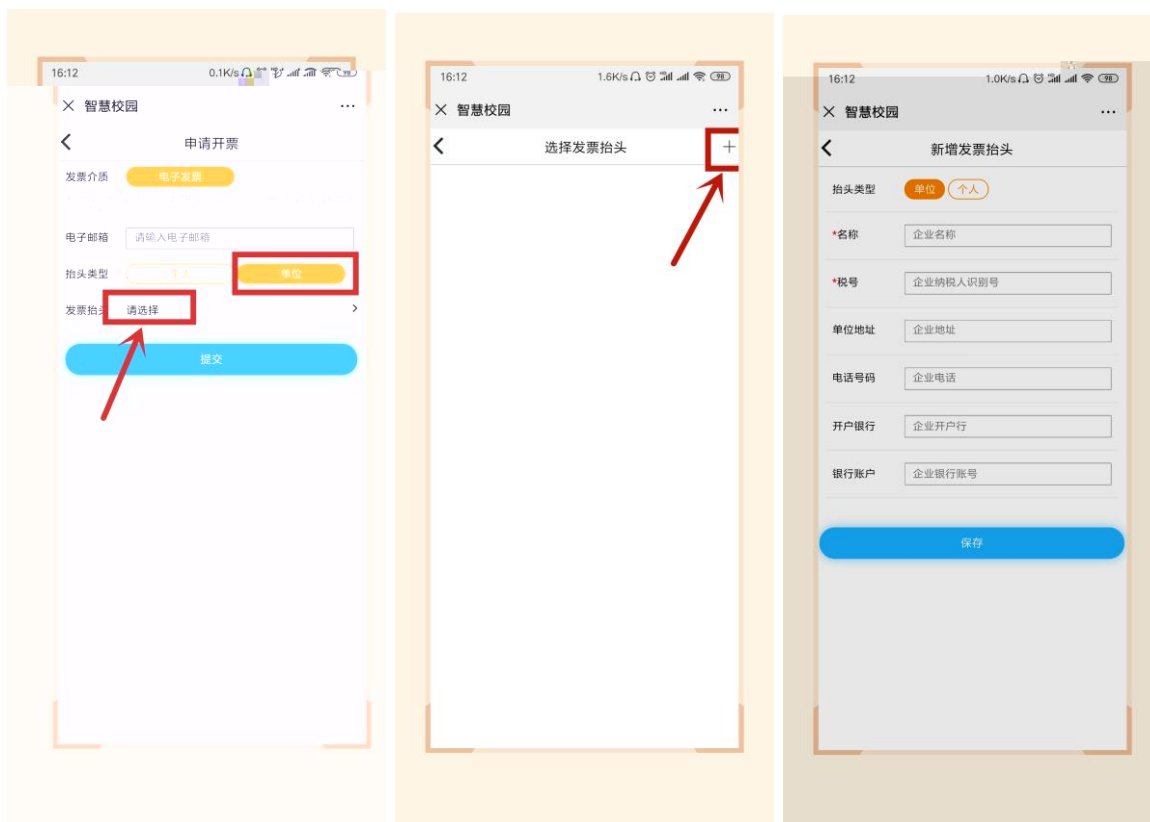 16:12
0.1K/s
智慧校园
申请开票
发票介质 电子发票
电子邮箱 请输入电子邮箱
抬头类型 个人 单位
发票抬头 请选择
提交
16:12
1.6K/s
98
智慧校园
选择发票抬头
16:12
1.0K/s
98
智慧校园
新增发票抬头
抬头类型 单位 个人
*名称 企业名称
*税号 企业纳税人识别号
单位地址 企业地址
电话号码 企业电话
开户银行 企业开户行
银行账户 企业银行账号
保存